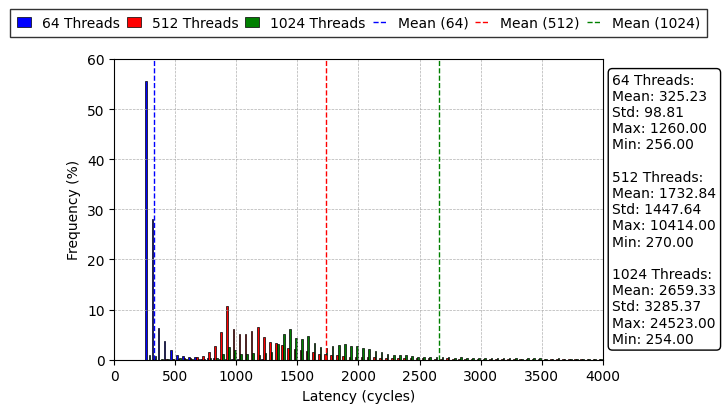 64 Threads 512 Threads 1024 Threads Mean (64) Mean (512) Mean (1024)
60
50
40
30
20
10
0
Frequency (%)
0 500 1000 1500 2000 2500 3000 3500 4000
Latency (cycles)
64 Threads:
Mean: 325.23
Std: 98.81
Max: 1260.00
Min: 256.00
512 Threads:
Mean: 1732.84
Std: 1447.64
Max: 10414.00
Min: 270.00
1024 Threads:
Mean: 2659.33
Std: 3285.37
Max: 24523.00
Min: 254.00